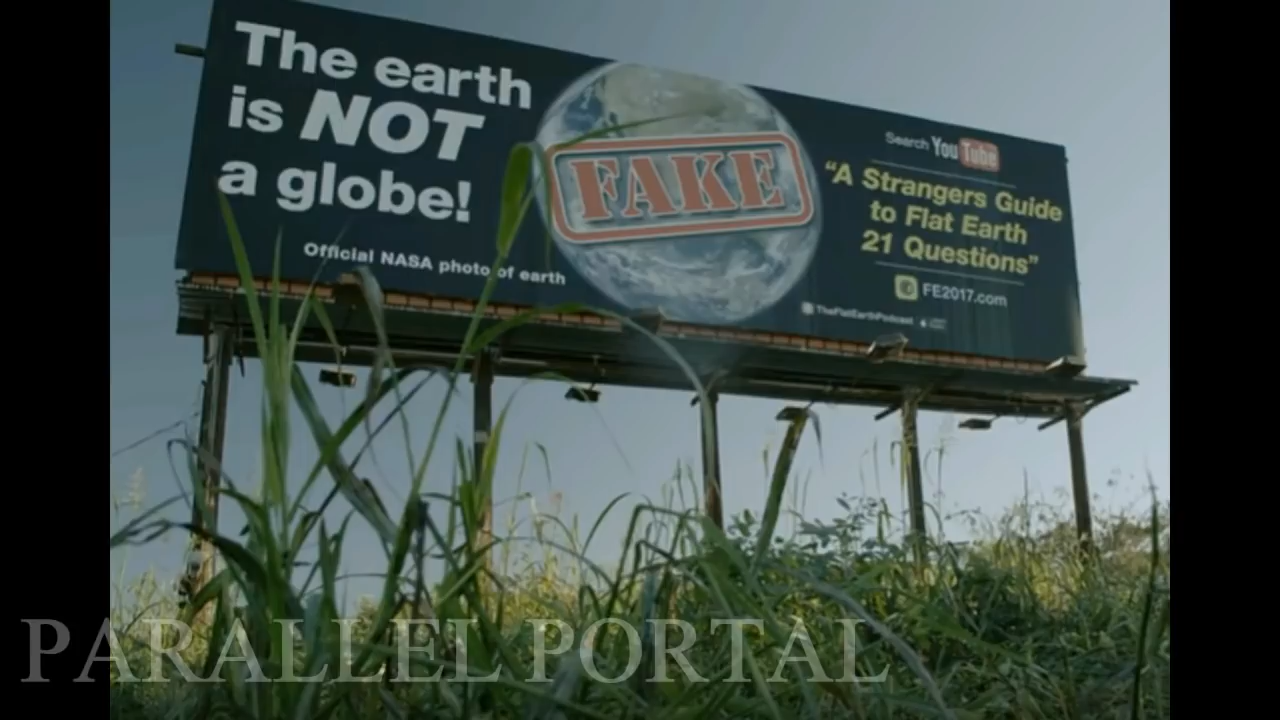 The earth
is NOT
a globe!
Official NASA photo of earth
FAKE
Search YouTube
“A Strangers Guide
to Flat Earth
21 Questions”
FE2017.com
TheFlatEarthPodcast
PARALLEL PORTAL